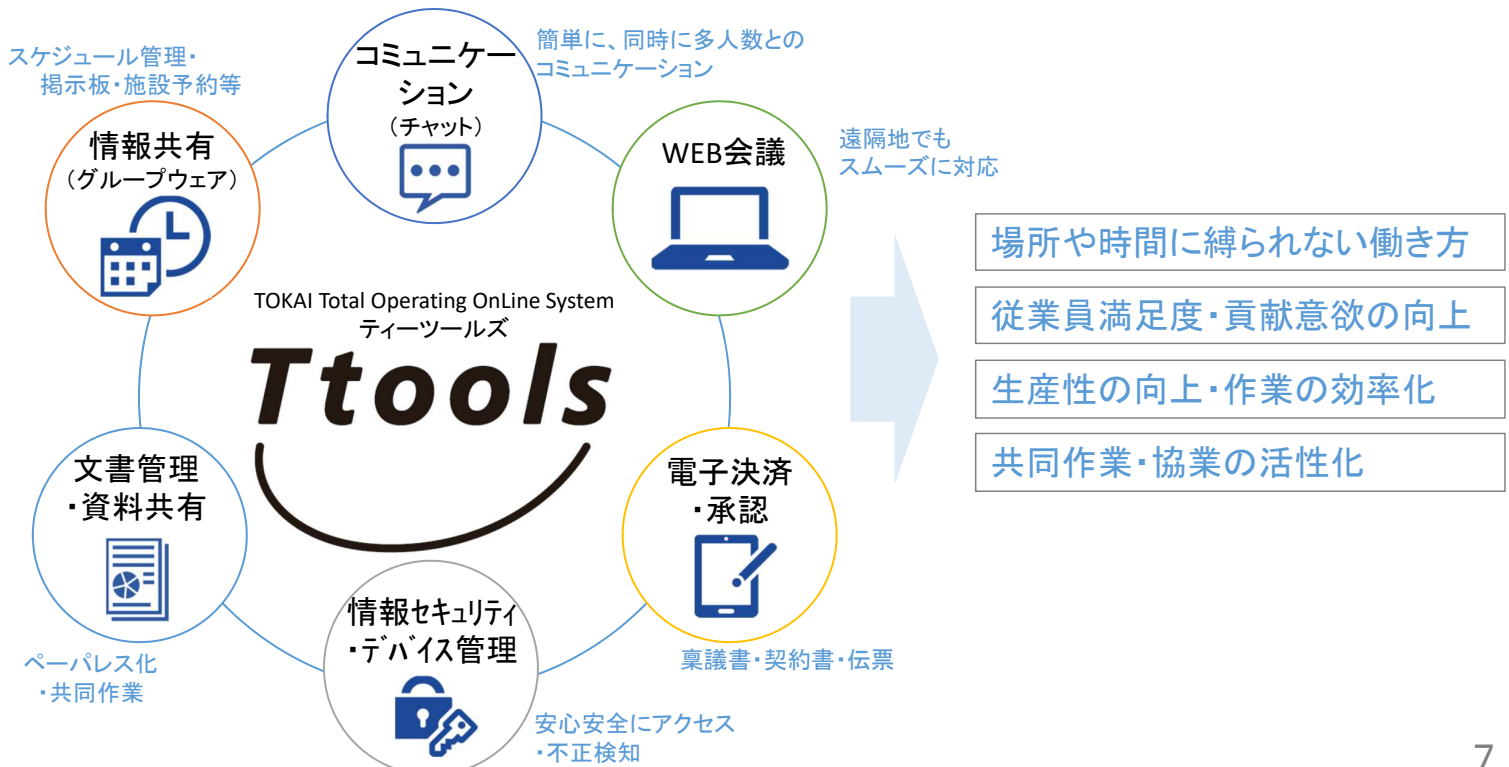 スケジュール管理・
掲示板・施設予約等
情報共有
（グループウェア）
コミュニケー
ション
（チャット）
簡単に、同時に多人数との
コミュニケーション
WEB会議
遠隔地でも
スムーズに対応
TOKAI Total Operating OnLine System
ティーツールズ
Ttools
文書管理
・資料共有
ペーパレス化
・共同作業
情報セキュリティ
・デバイス管理
安心安全にアクセス
・不正検知
電子決済
・承認
稟議書・契約書・伝票
場所や時間に縛られない働き方
従業員満足度・貢献意欲の向上
生産性の向上・作業の効率化
共同作業・協業の活性化
7